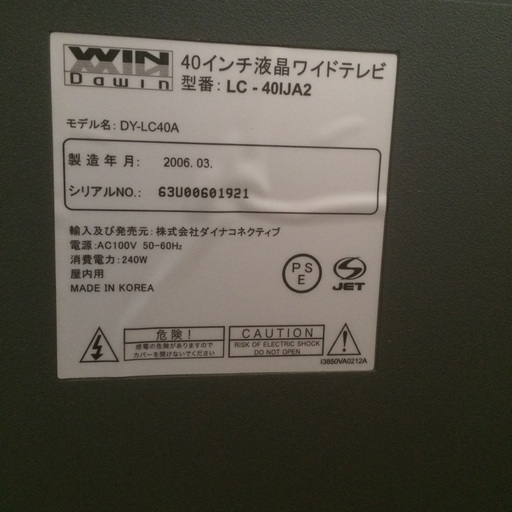 WIN
Dawin
40インチ液晶ワイドテレビ
型番: LC - 40IJA2
モデル名: DY-LC40A
製造年月: 2006. 03.
シリアルNO.: 63U00601921
輸入及び発売元: 株式会社ダイナコネクティブ
電源:AC100V 50-60Hz
消費電力:240W
屋内用
MADE IN KOREA
PS
E
JET
危険!
感電の危険がありますので
カバーを開けないでください
CAUTION
RISK OF ELECTRIC SHOCK
DO NOT OPEN
I3850VA0212A